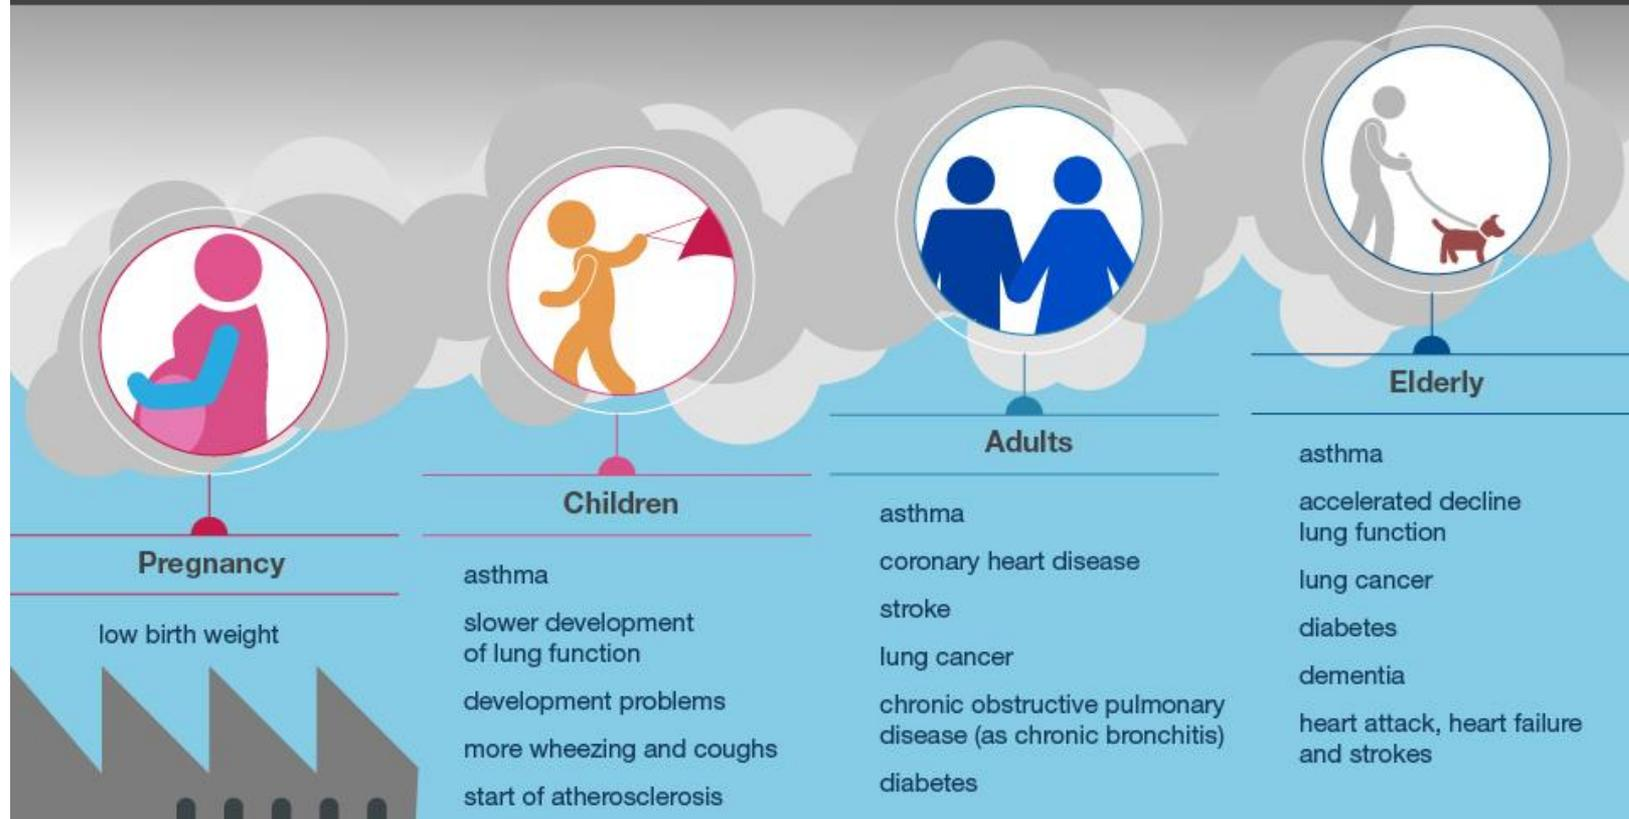 Pregnancy
low birth weight
Children
asthma
slower development
of lung function
development problems
more wheezing and coughs
start of atherosclerosis
Adults
asthma
coronary heart disease
stroke
lung cancer
chronic obstructive pulmonary
disease (as chronic bronchitis)
diabetes
Elderly
asthma
accelerated decline
lung function
lung cancer
diabetes
dementia
heart attack, heart failure
and strokes